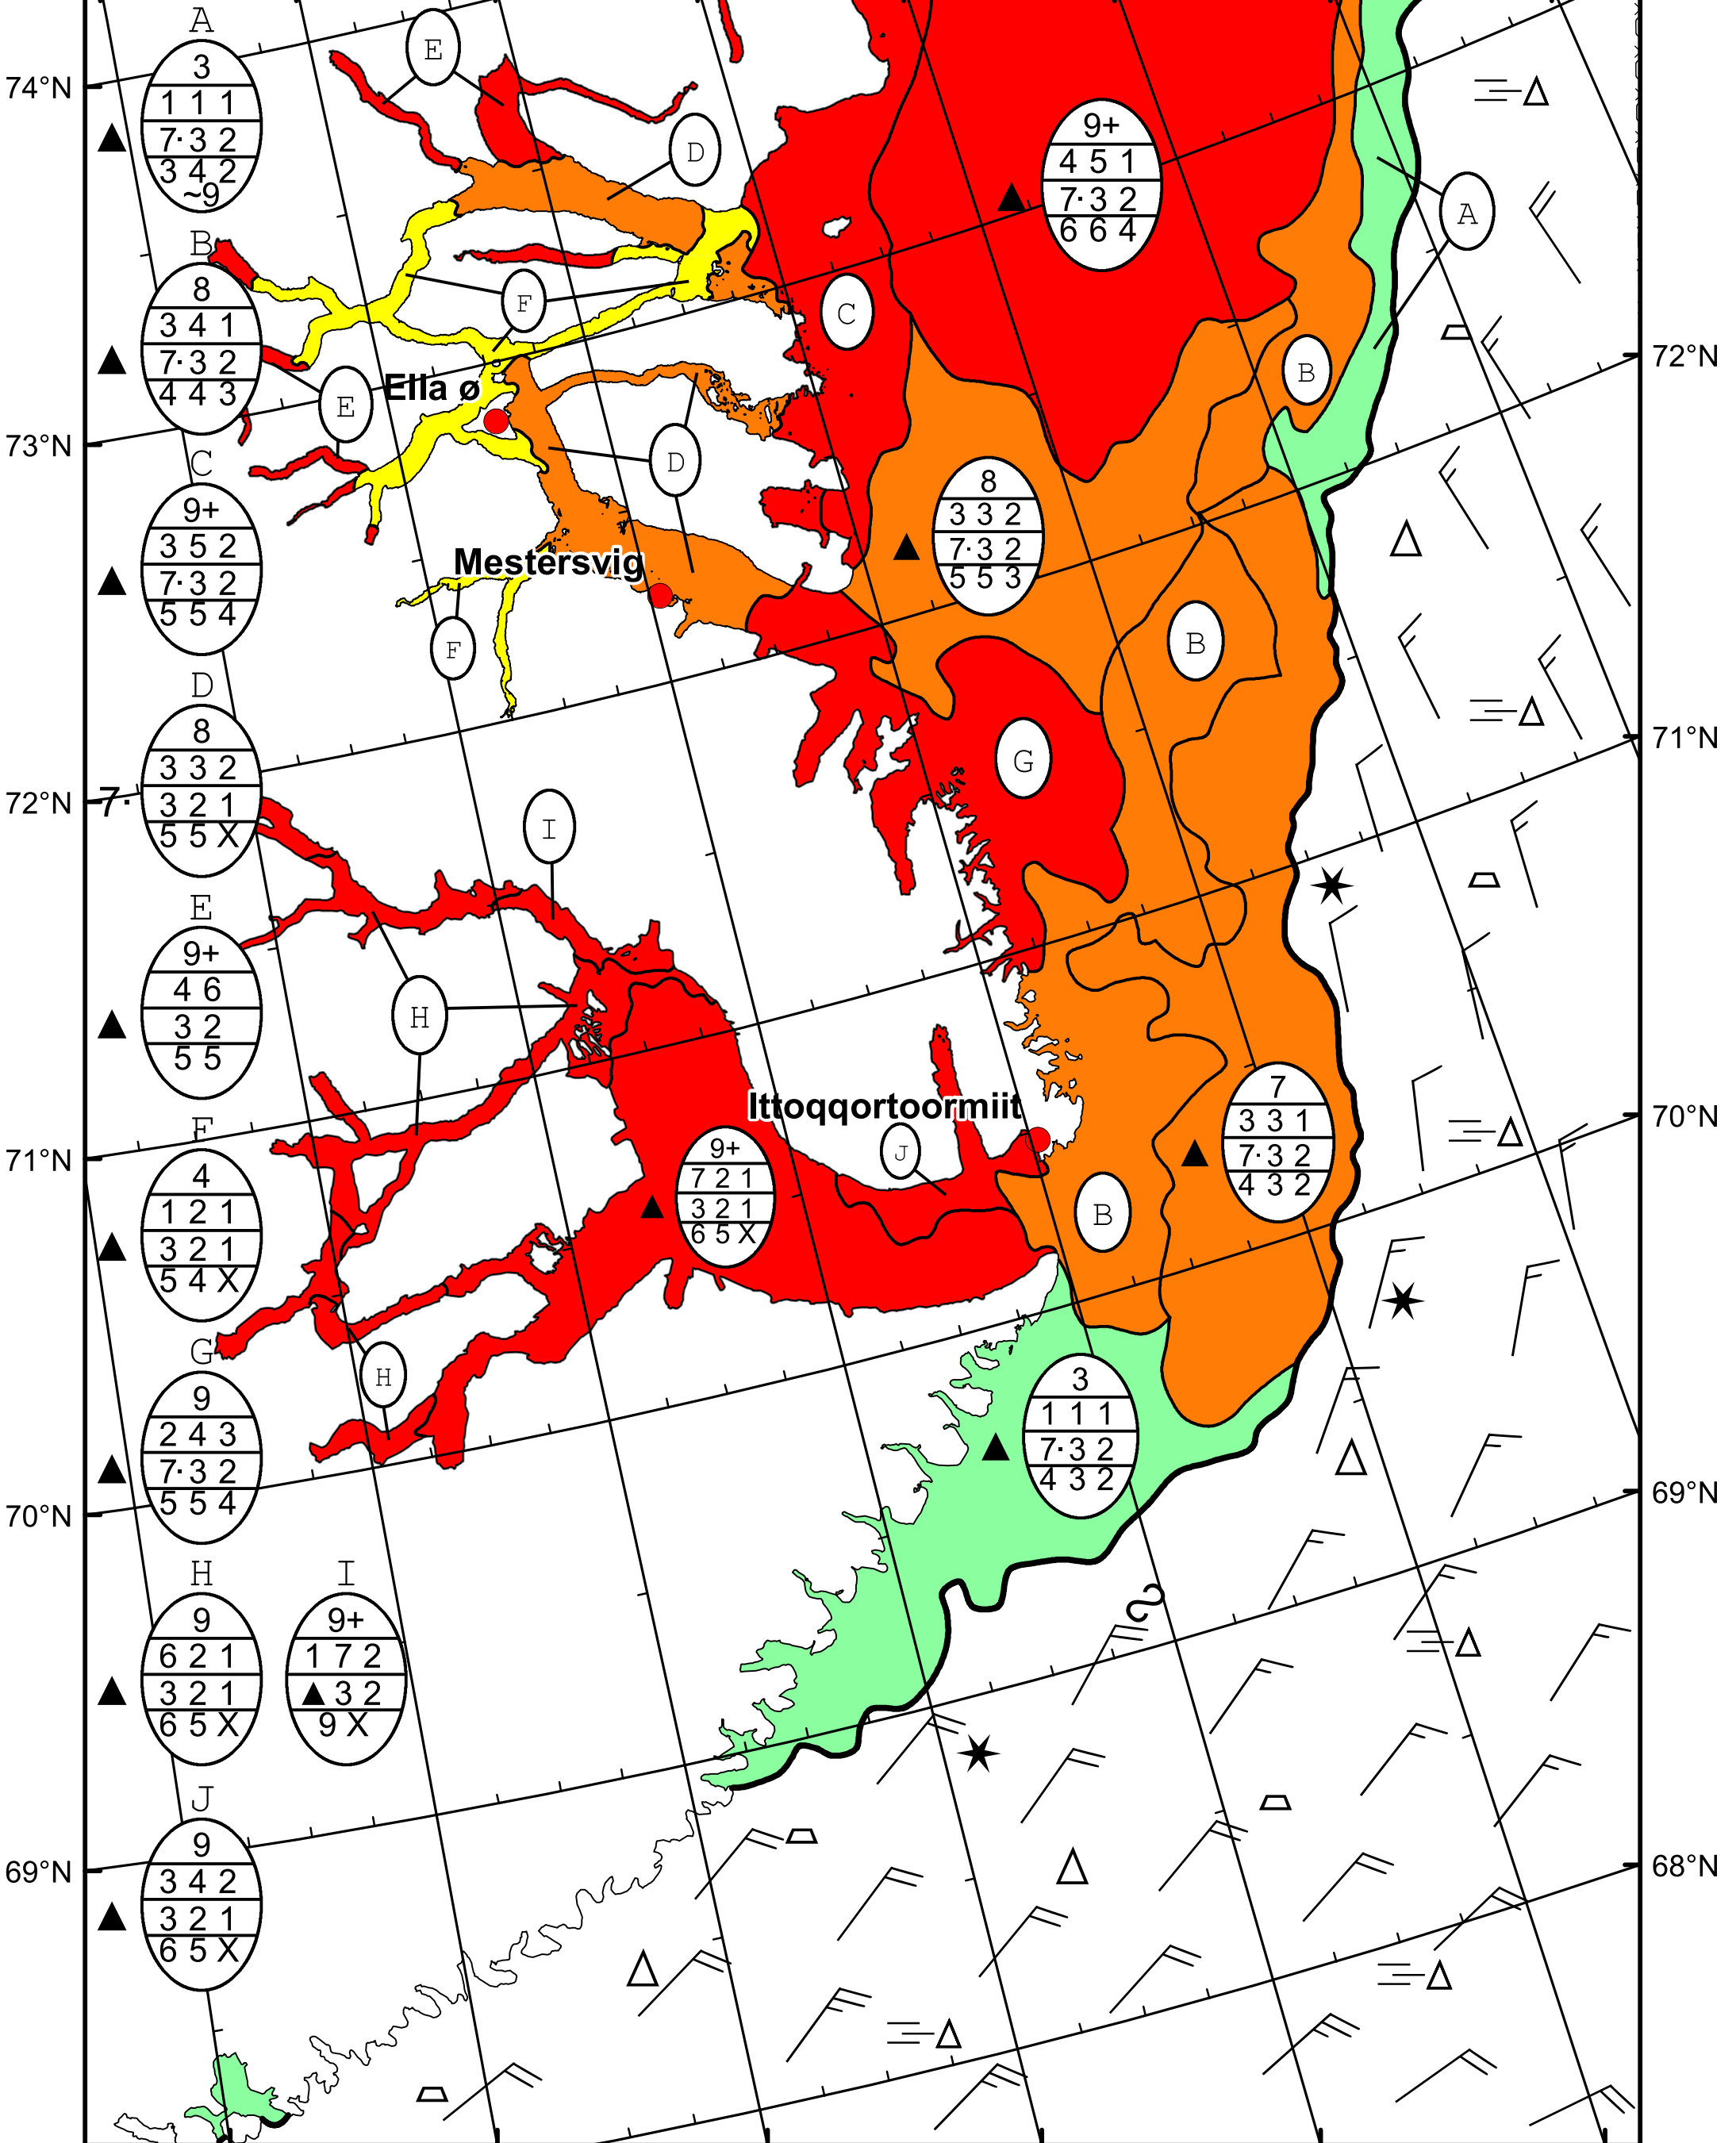 A
3
1 1 1
7· 3 2
3 4 2
~9
B
8
3 4 1
7· 3 2
4 4 3
C
9+
3 5 2
7· 3 2
5 5 4
D
8
3 3 2
7· 3 2 1
5 5 X
E
9+
4 6
3 2
5 5
F
4
1 2 1
3 2 1
5 4 X
G
9
2 4 3
7· 3 2
5 5 4
H
9
6 2 1
3 2 1
6 5 X
I
9+
1 7 2
▲ 3 2
9 X
J
9
3 4 2
3 2 1
6 5 X
74°N
73°N
72°N
71°N
70°N
69°N
72°N
71°N
70°N
69°N
68°N
E
D
F
E
D
F
Ella ø
Mestersvig
C
9+
4 5 1
7· 3 2
6 6 4
A
B
8
3 3 2
7· 3 2
5 5 3
B
G
I
H
Ittoqqortoormiit
J
9+
7 2 1
3 2 1
6 5 X
7
3 3 1
7· 3 2
4 3 2
B
H
3
1 1 1
7· 3 2
4 3 2